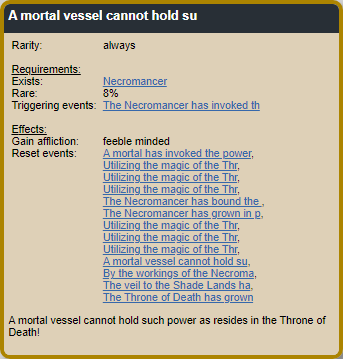 A mortal vessel cannot hold su
Rarity: always
Requirements:
Exists: Necromancer
Rare: 8%
Triggering events: The Necromancer has invoked th
Effects:
Gain affliction: feeble minded
Reset events: A mortal has invoked the power,
Utilizing the magic of the Thr,
Utilizing the magic of the Thr,
Utilizing the magic of the Thr,
The Necromancer has bound the ,
The Necromancer has grown in p,
Utilizing the magic of the Thr,
Utilizing the magic of the Thr,
Utilizing the magic of the Thr,
A mortal vessel cannot hold su,
By the workings of the Necroma,
The veil to the Shade Lands ha,
The Throne of Death has grown
A mortal vessel cannot hold such power as resides in the Throne of
Death!